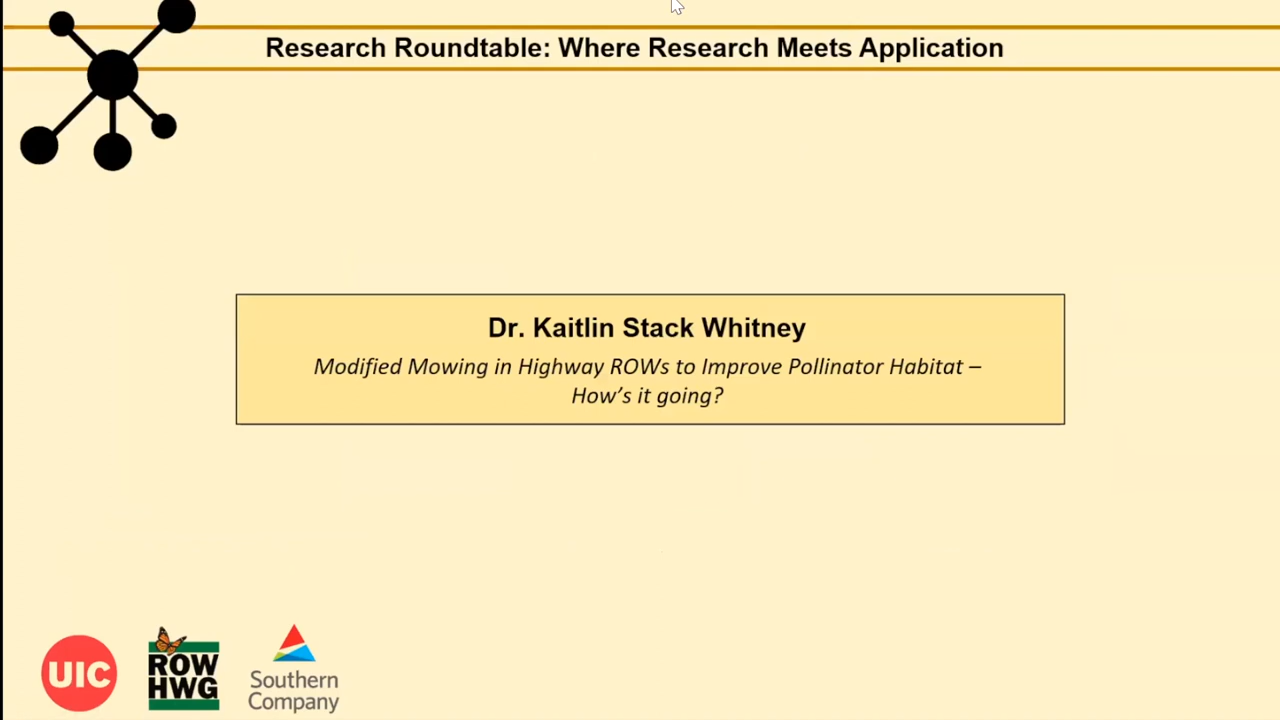 Research Roundtable: Where Research Meets Application
Dr. Kaitlin Stack Whitney
Modified Mowing in Highway ROWs to Improve Pollinator Habitat –
How's it going?
UIC
ROW
HWG
Southern
Company